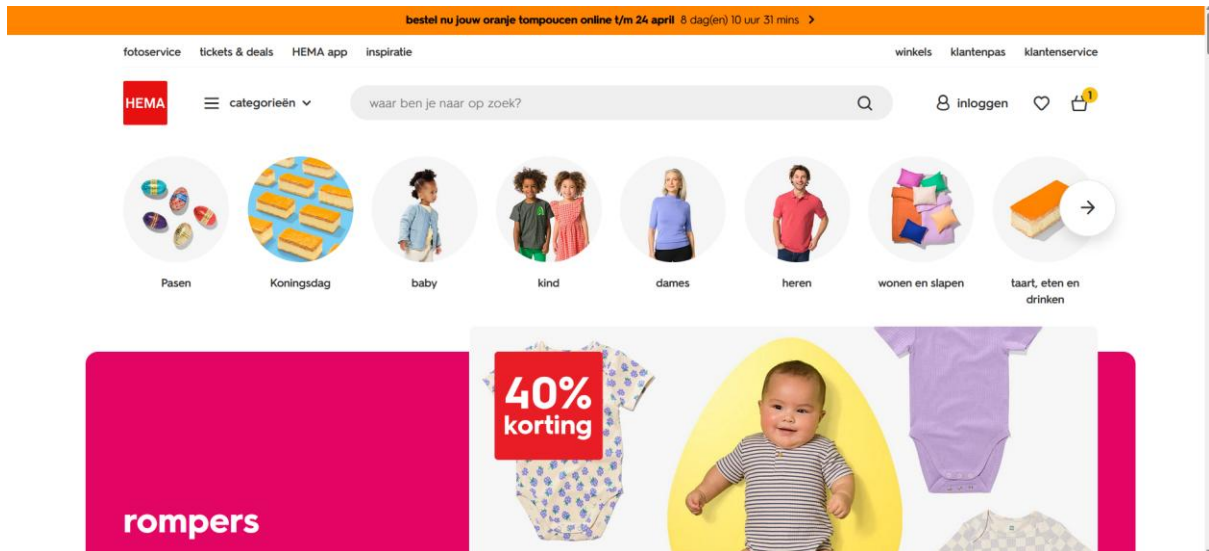 bestel nu jouw oranje tompoucen online t/m 24 april 8 dag(en) 10 uur 31 mins
fotoservice tickets & deals HEMA app inspiratie winkels klantenpas klantenservice
HEMA categorieën waar ben je naar op zoek? inloggen 1
Pasen Koningsdag baby kind dames heren wonen en slapen taart, eten en
drinken
40%
korting
rompers